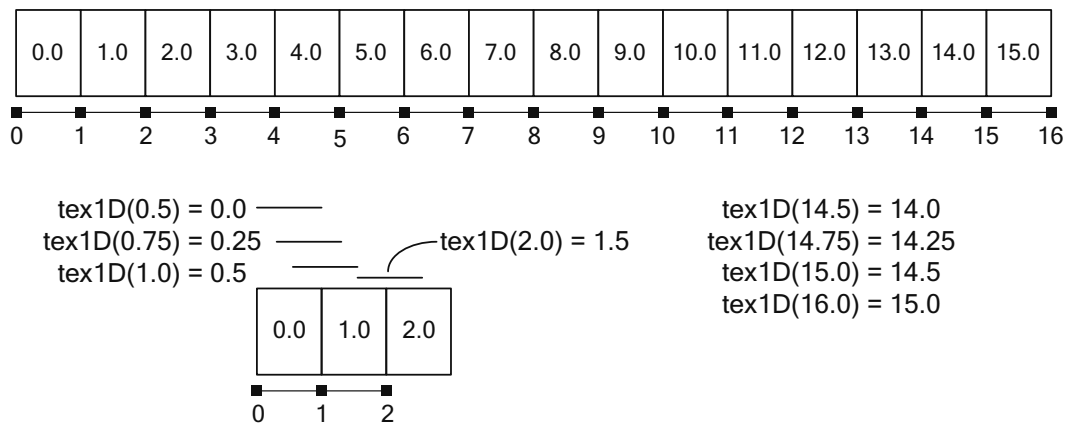 0.0 1.0 2.0 3.0 4.0 5.0 6.0 7.0 8.0 9.0 10.0 11.0 12.0 13.0 14.0 15.0
0 1 2 3 4 5 6 7 8 9 10 11 12 13 14 15 16
tex1D(0.5) = 0.0
tex1D(0.75) = 0.25
tex1D(1.0) = 0.5
tex1D(2.0) = 1.5
tex1D(14.5) = 14.0
tex1D(14.75) = 14.25
tex1D(15.0) = 14.5
tex1D(16.0) = 15.0
0.0 1.0 2.0
0 1 2